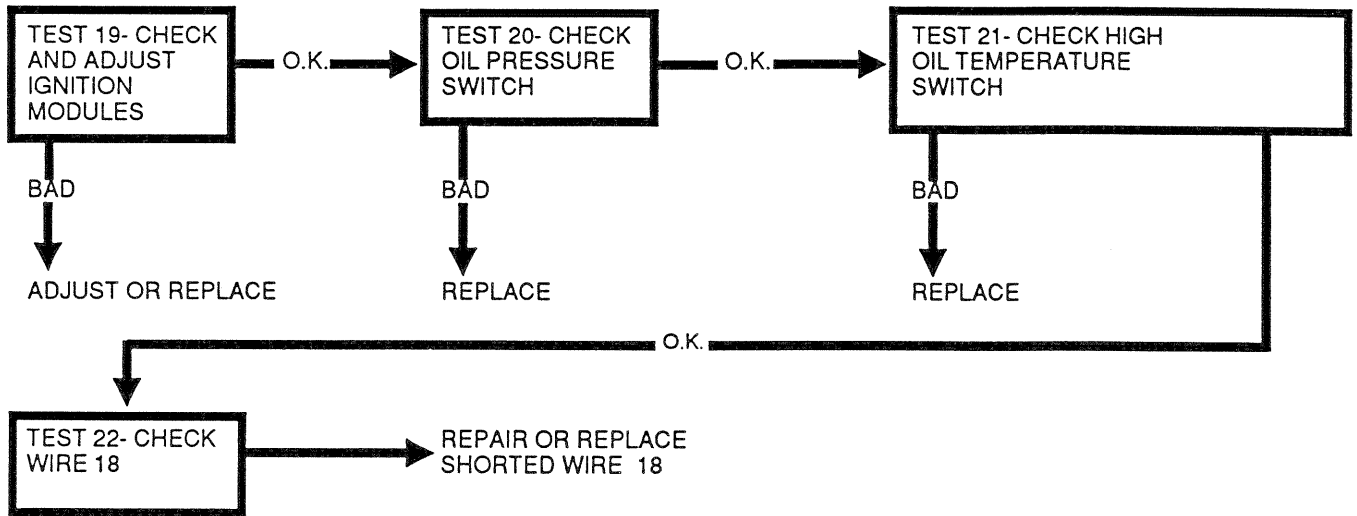 TEST 19- CHECK
AND ADJUST
IGNITION
MODULES
O.K.
TEST 20- CHECK
OIL PRESSURE
SWITCH
O.K.
TEST 21- CHECK HIGH
OIL TEMPERATURE
SWITCH
BAD
BAD
BAD
ADJUST OR REPLACE
REPLACE
REPLACE
O.K.
TEST 22- CHECK
WIRE 18
REPAIR OR REPLACE
SHORTED WIRE 18